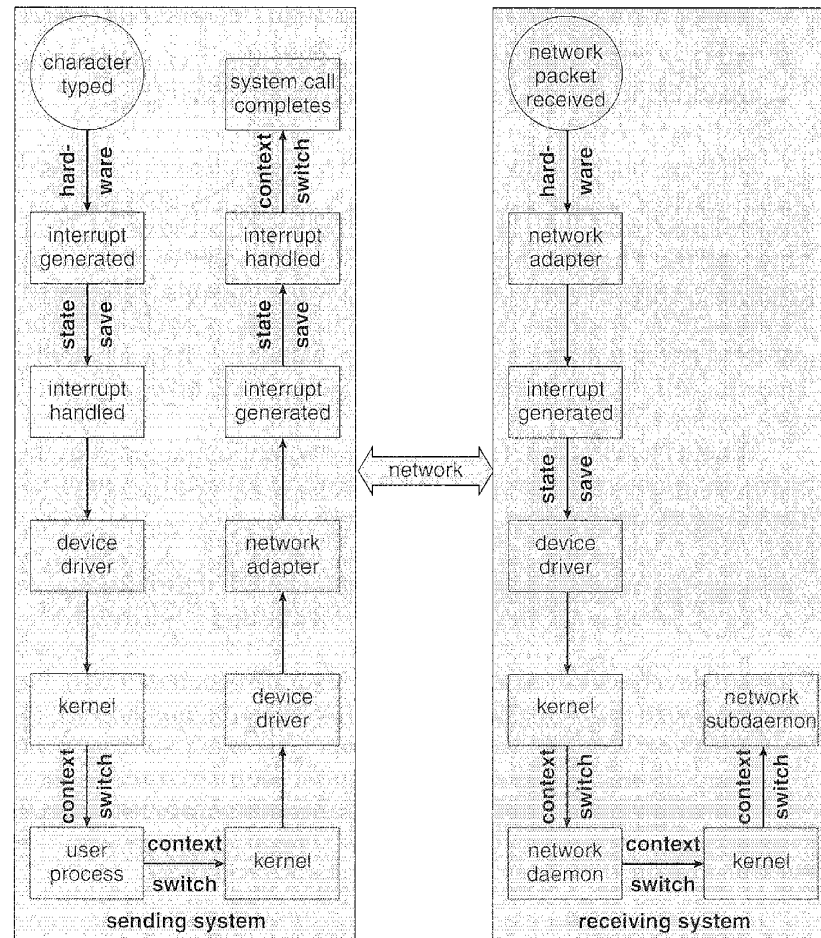 character
typed
hard-
ware
interrupt
generated
state
save
interrupt
handled
device
driver
kernel
context
switch
user
process
context
switch
kernel
device
driver
network
adapter
interrupt
generated
state
save
interrupt
handled
context
switch
system call
completes
sending system
network
network
packet
received
hard-
ware
network
adapter
interrupt
generated
state
save
device
driver
kernel
context
switch
network
daemon
context
switch
kernel
context
switch
network
subdaemon
receiving system